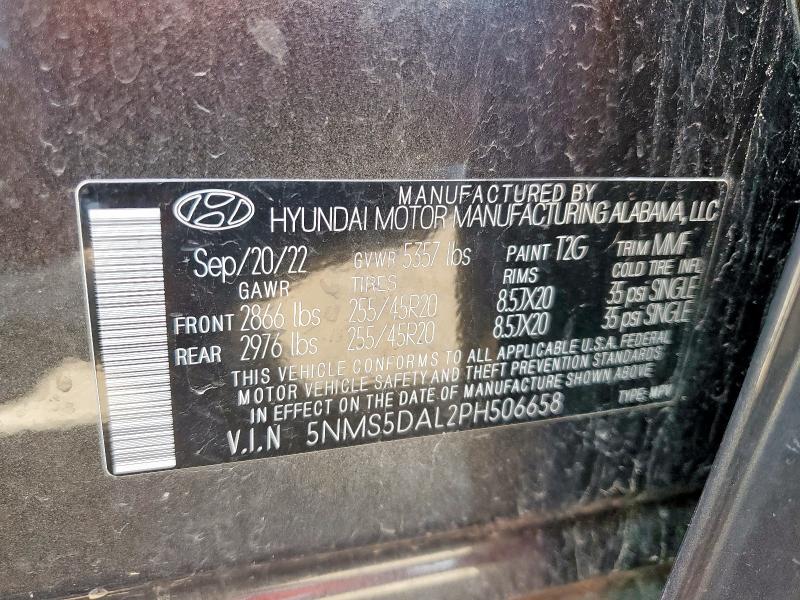 MANUFACTURED BY
HYUNDAI MOTOR MANUFACTURING ALABAMA, LLC
Sep/20/22 GVWR 5357 lbs PAINT T2G TRIM MMF
GAWR TIRES RIMS COLD TIRE INFL
FRONT 2866 lbs 255/45R20 8.5JX20 35 psi SINGLE
REAR 2976 lbs 255/45R20 8.5JX20 35 psi SINGLE
THIS VEHICLE CONFORMS TO ALL APPLICABLE U.S.A. FEDERAL
MOTOR VEHICLE SAFETY AND THEFT PREVENTION STANDARDS
IN EFFECT ON THE DATE OF MANUFACTURE SHOWN ABOVE.
V.I.N 5NMS5DAL2PH506658 TYPE: MPV